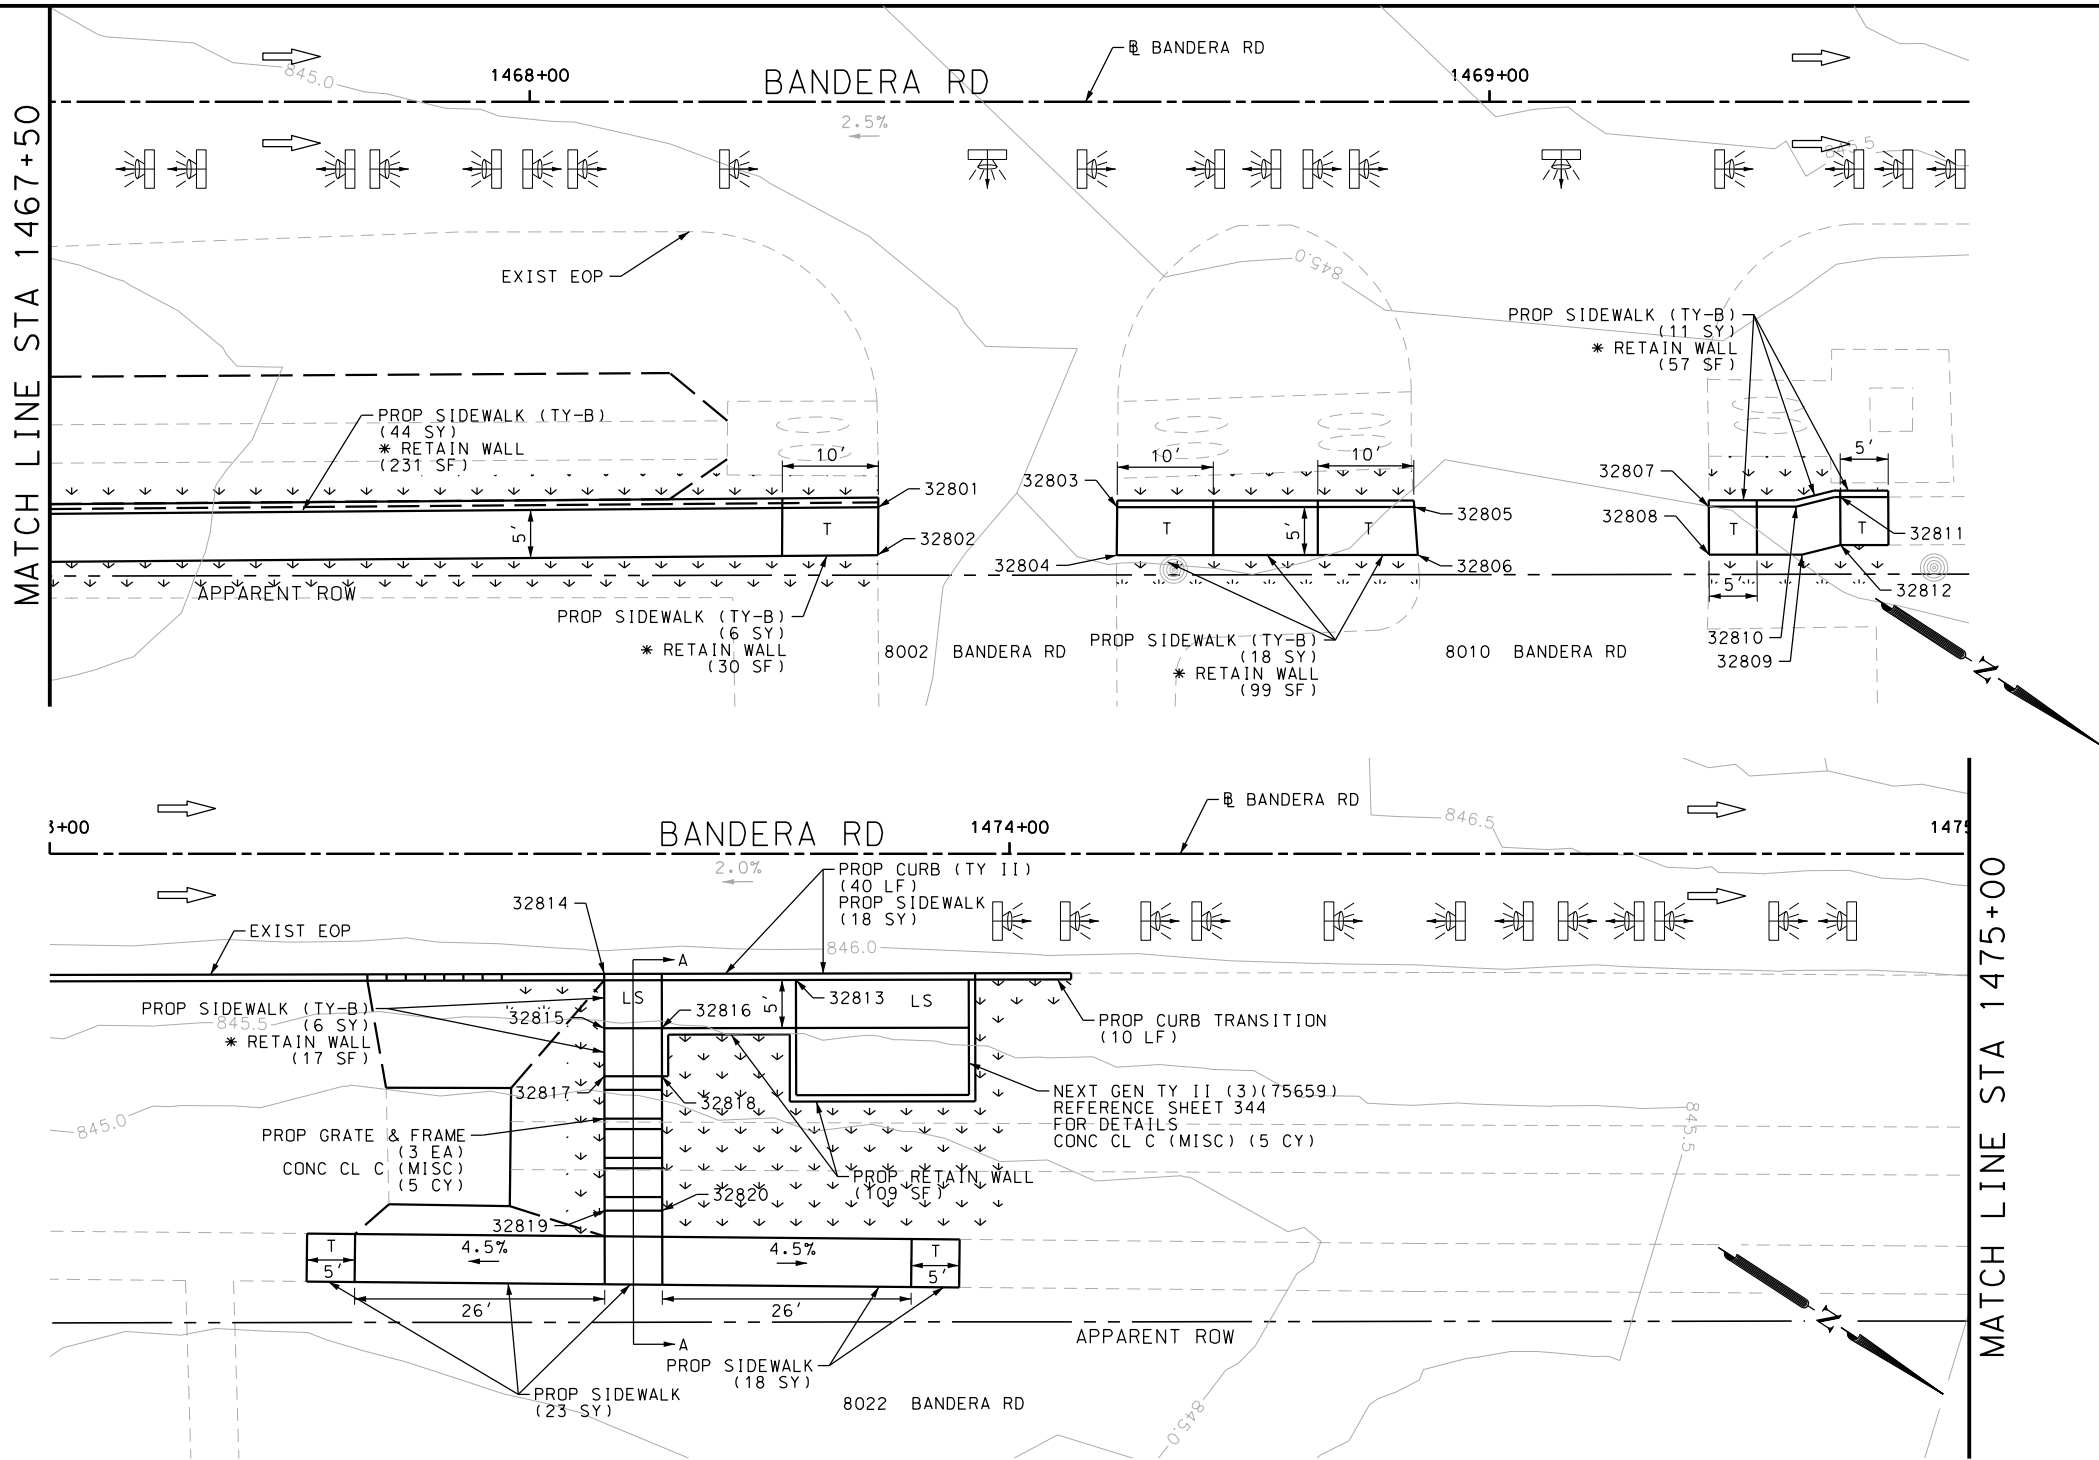 MATCH LINE STA 1467+50
845.0
1468+00
BANDERA RD
℄ BANDERA RD
1469+00
2.5%
845.5
EXIST EOP
845.0
PROP SIDEWALK (TY-B)
(11 SY)
* RETAIN WALL
(57 SF)
PROP SIDEWALK (TY-B)
(44 SY)
* RETAIN WALL
(231 SF)
10'
32801
T
5'
32802
32803
10'
10'
32805
T
5'
T
32804
32806
32807
5'
32808
T
T
32811
5'
32812
32810
32809
APPARENT ROW
PROP SIDEWALK (TY-B)
(6 SY)
* RETAIN WALL
(30 SF)
8002 BANDERA RD
PROP SIDEWALK (TY-B)
(18 SY)
* RETAIN WALL
(99 SF)
8010 BANDERA RD
N
3+00
BANDERA RD
1474+00
℄ BANDERA RD
846.5
1475
MATCH LINE STA 1475+00
2.0%
PROP CURB (TY II)
(40 LF)
PROP SIDEWALK
(18 SY)
32814
EXIST EOP
846.0
A
LS
32813
LS
5'
PROP SIDEWALK (TY-B)
(6 SY)
* RETAIN WALL
(17 SF)
845.5
32815
32816
PROP CURB TRANSITION
(10 LF)
32817
32818
NEXT GEN TY II (3)(75659)
REFERENCE SHEET 344
FOR DETAILS
CONC CL C (MISC) (5 CY)
845.0
845.5
PROP GRATE & FRAME
(3 EA)
CONC CL C (MISC)
(5 CY)
PROP RETAIN WALL
(109 SF)
32820
32819
T
5'
4.5%
4.5%
T
5'
26'
26'
A
APPARENT ROW
N
PROP SIDEWALK
(18 SY)
PROP SIDEWALK
(23 SY)
8022 BANDERA RD
845.0